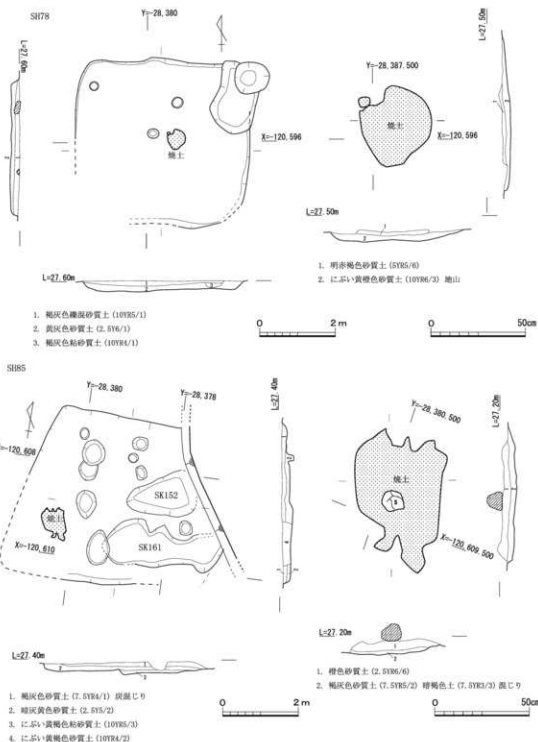 SH78
Y=-28,380
L=27.60m
X=-120,596
焼土
L=27.60m
1. 褐灰色礫混砂質土 (10YR5/1)
2. 黄灰色砂質土 (2.5Y6/1)
3. 褐灰色粘砂質土 (10YR4/1)
0 2m
Y=-28,387.500
L=27.50m
X=-120,596
焼土
L=27.50m
1
2
1. 明赤褐色砂質土 (5YR5/6)
2. にぶい黄橙色砂質土 (10YR6/3) 地山
0 50cm
SH85
Y=-28,380
Y=-28,378
L=27.40m
X=-120,608
SK152
焼土
SK161
X=-120,610
L=27.40m
1. 褐灰色砂質土 (7.5YR4/1) 炭混じり
2. 暗灰黄色砂質土 (2.5Y5/2)
3. にぶい黄褐色粘砂質土 (10YR5/3)
4. にぶい黄褐色砂質土 (10YR4/2)
0 2m
Y=-28,380.500
L=27.20m
焼土
X=-120,609.500
L=27.20m
1
2
1. 橙色砂質土 (2.5YR6/6)
2. 褐灰色砂質土 (7.5YR5/2) 暗褐色土 (7.5YR3/3) 混じり
0 50cm